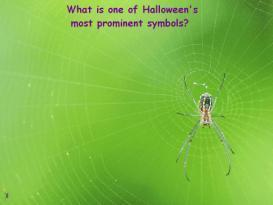 What is one of Halloween's
most prominent symbols?